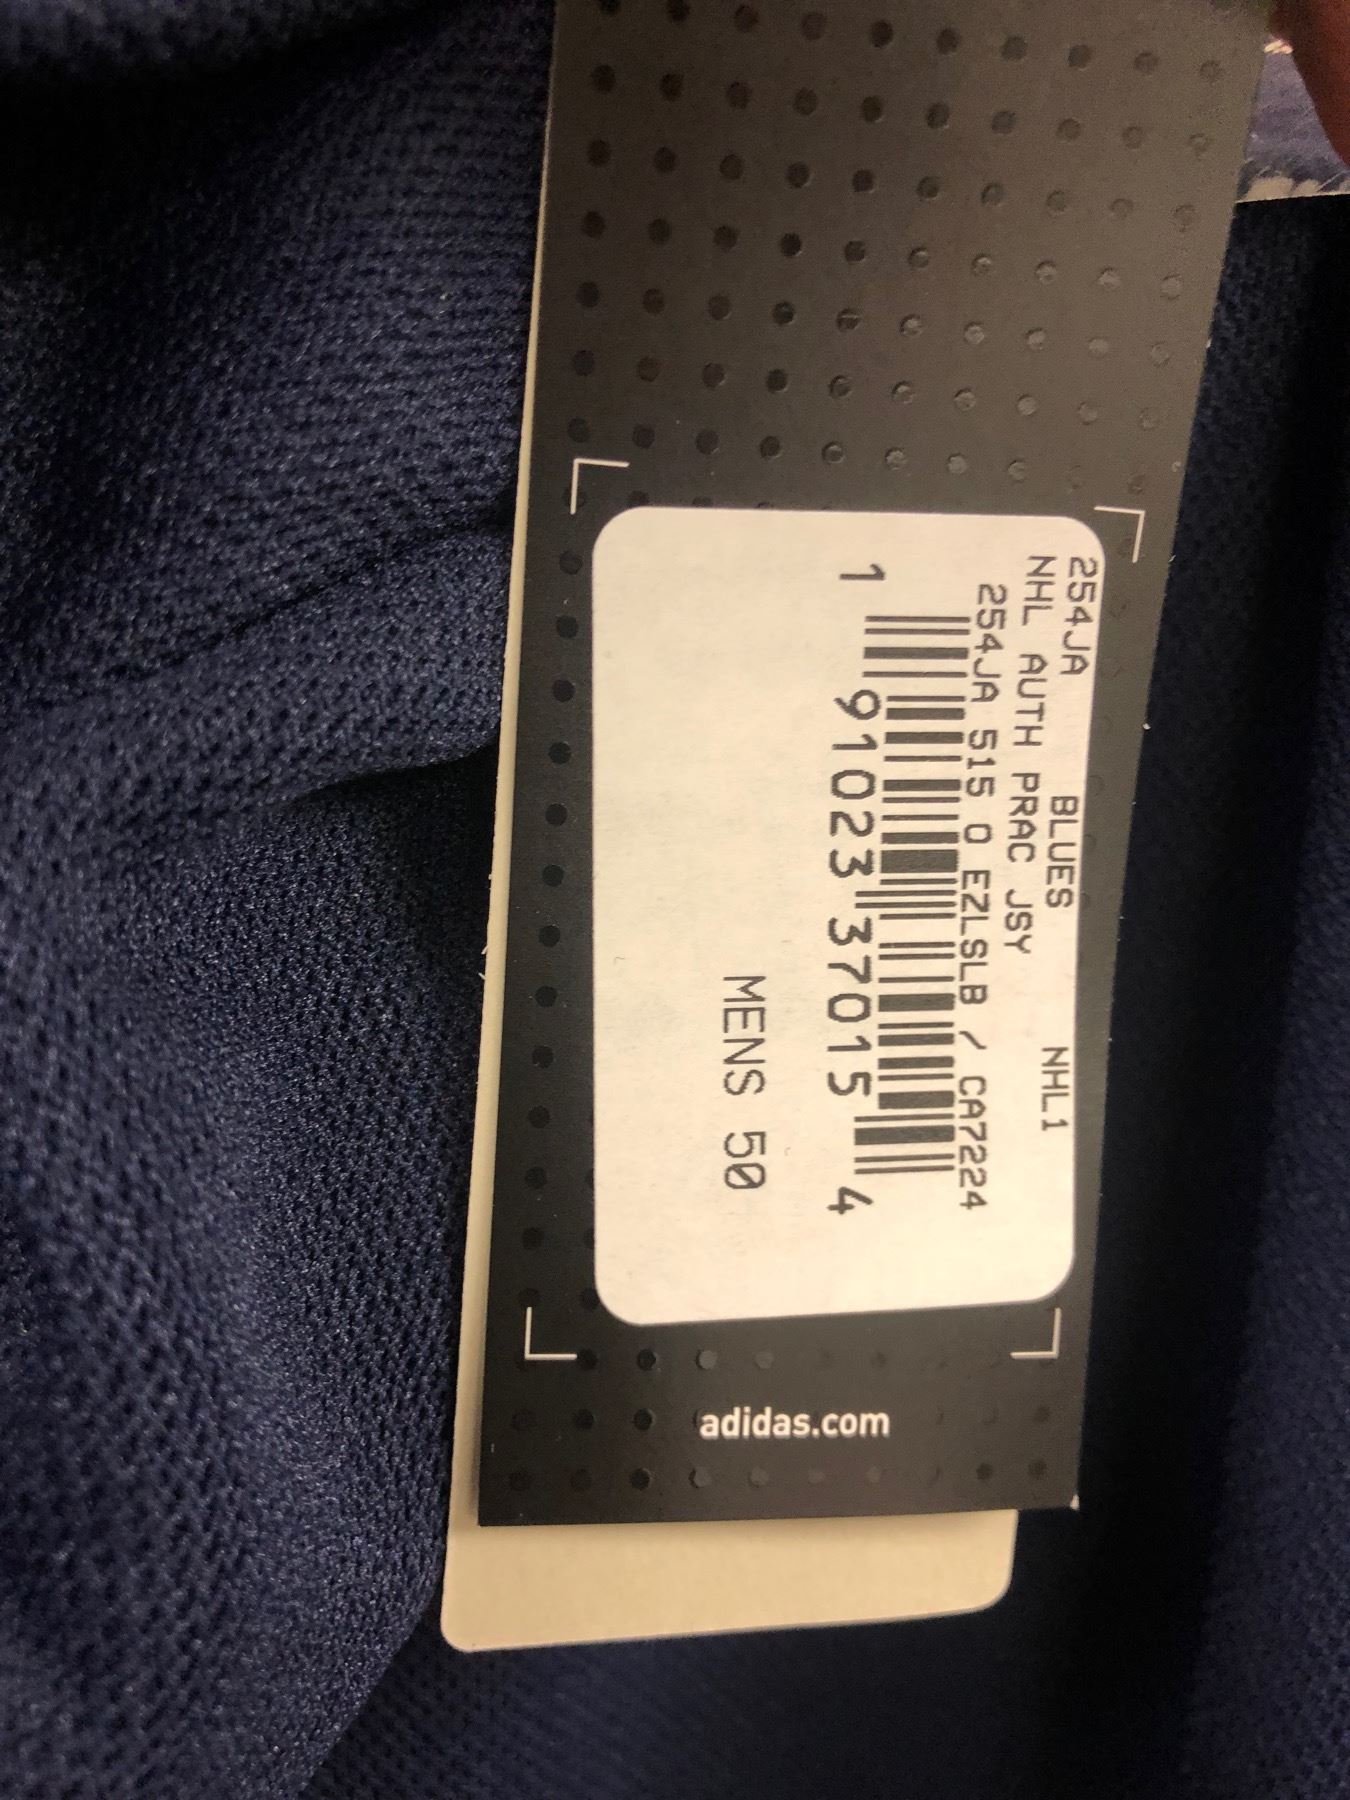 254JA BLUES NHL1
NHL AUTH PRAC JSY
254JA 515 0 EZLSLB / CA7224
1 91023 37015 4
MENS 50
adidas.com